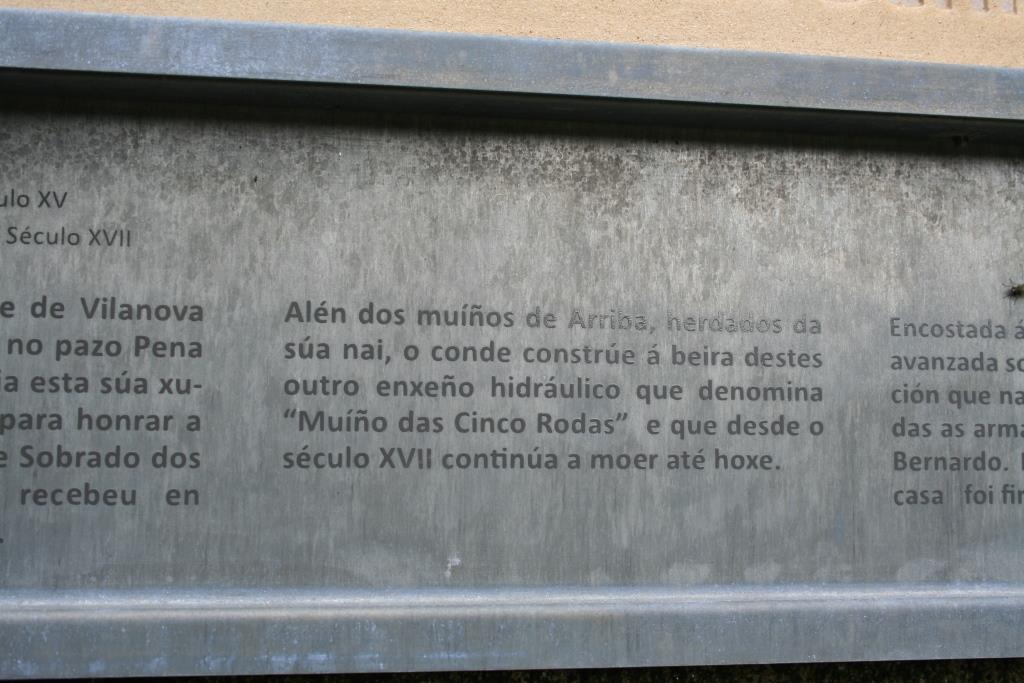 XV
Século XVII
e de Vilanova
no pazo Pena
ia esta súa xu-
para honrar a
e Sobrado dos
recebeu en
Alén dos muíños de Arriba, herdados da
súa nai, o conde constrúe á beira destes
outro enxeño hidráulico que denomina
“Muíño das Cinco Rodas” e que desde o
século XVII continúa a moer até hoxe.
Encostada á
avanzada so
ción que na
das as arma
Bernardo.
casa foi fir